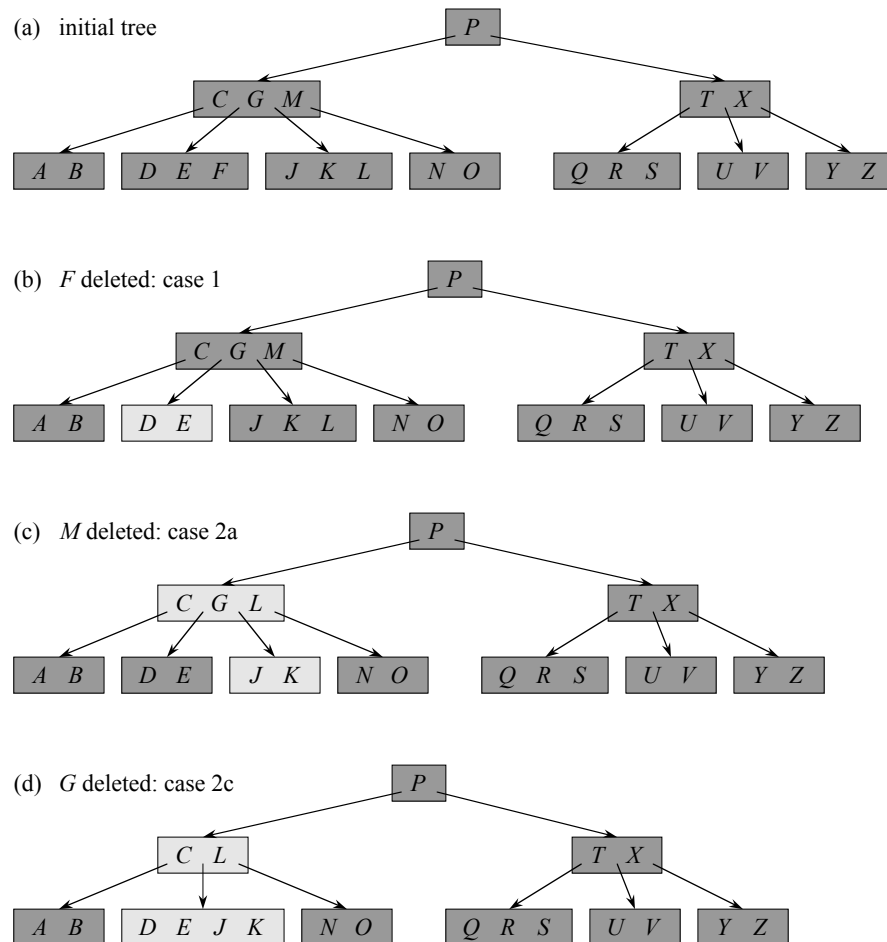 (a) initial tree
P
C G M
T X
A B
D E F
J K L
N O
Q R S
U V
Y Z
(b) F deleted: case 1
P
C G M
T X
A B
D E
J K L
N O
Q R S
U V
Y Z
(c) M deleted: case 2a
P
C G L
T X
A B
D E
J K
N O
Q R S
U V
Y Z
(d) G deleted: case 2c
P
C L
T X
A B
D E J K
N O
Q R S
U V
Y Z